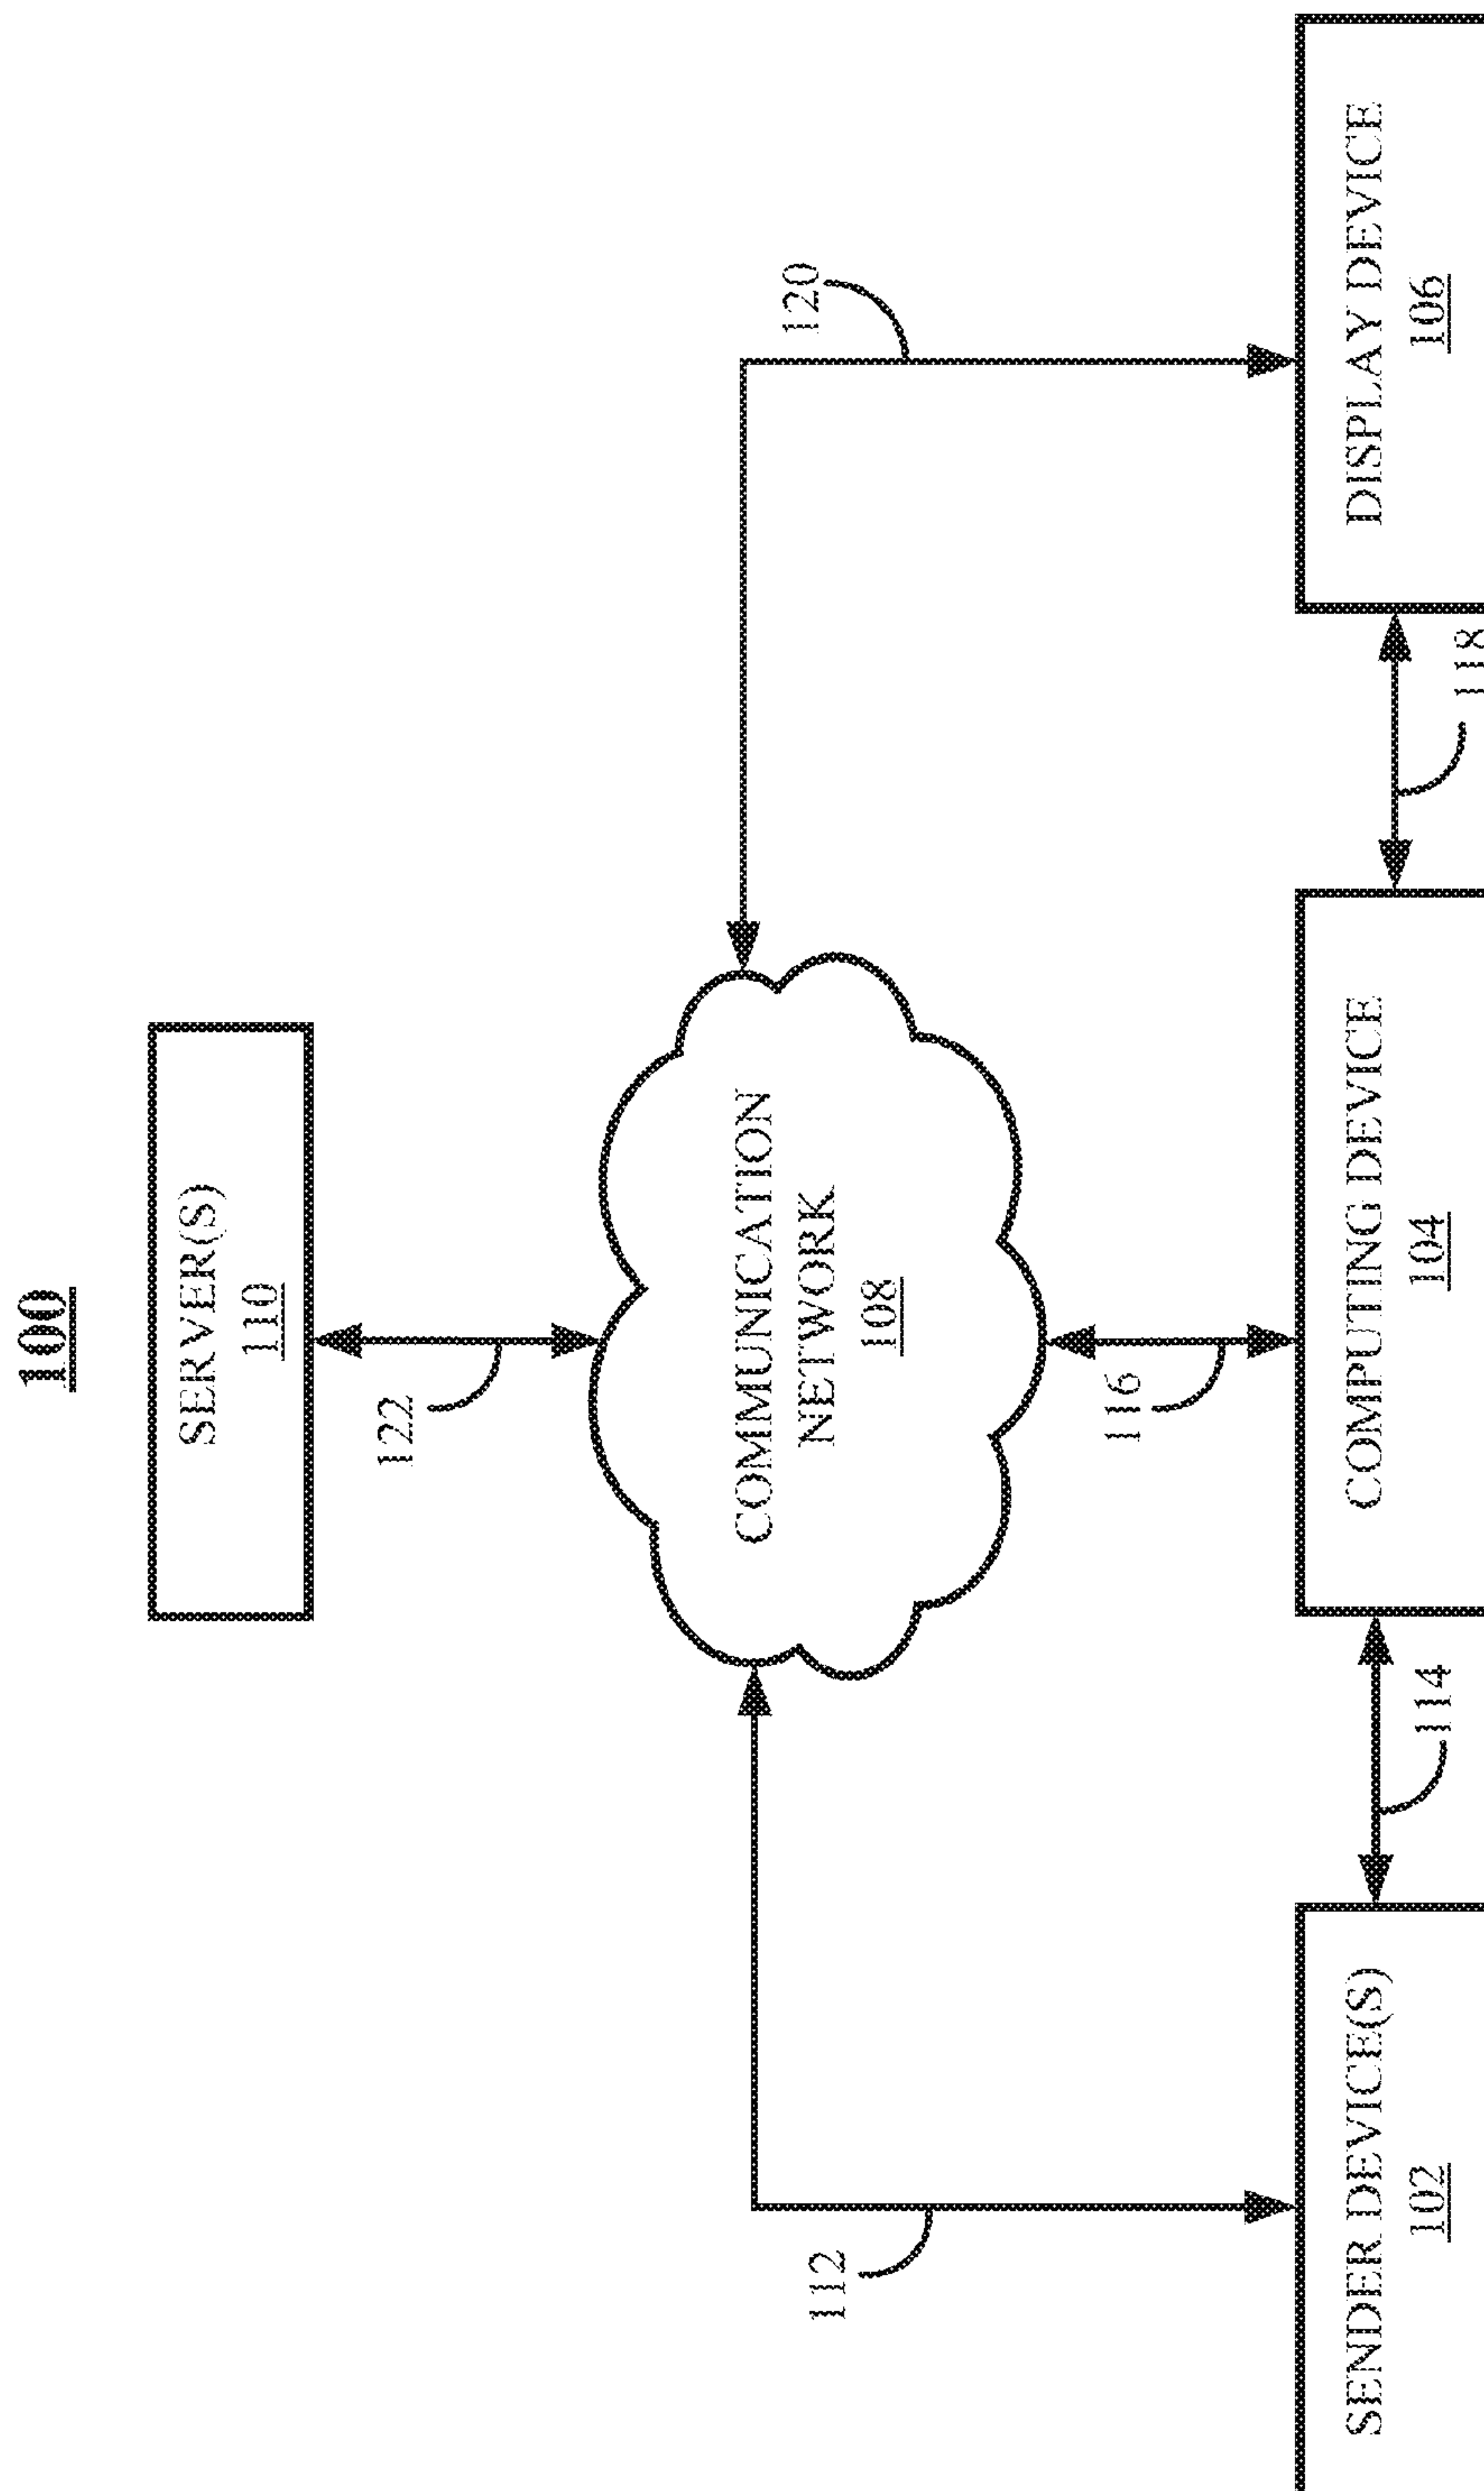 100
SERVER(S)
110
122
COMMUNICATION
NETWORK
108
112
120
116
SENDER DEVICE(S)
102
114
COMPUTING DEVICE
104
118
DISPLAY DEVICE
106